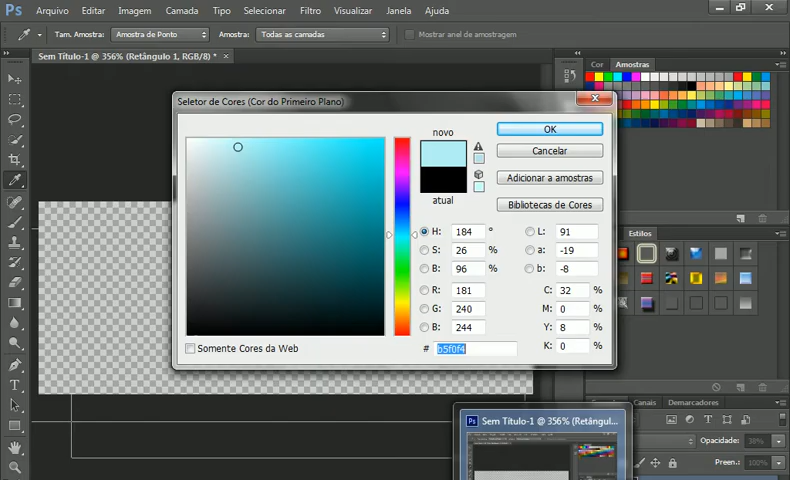 Ps Arquivo Editar Imagem Camada Tipo Selecionar Filtro Visualizar Janela Ajuda
Tam. Amostra: Amostra de Ponto Amostra: Todas as camadas Mostrar anel de amostragem
Sem Título-1 @ 356% (Retângulo 1, RGB/8) * ×
Cor Amostras
Seletor de Cores (Cor do Primeiro Plano)
novo
atual
OK
Cancelar
Adicionar a amostras
Bibliotecas de Cores
H: 184 °
S: 26 %
B: 96 %
R: 181
G: 240
B: 244
L: 91
a: -19
b: -8
C: 32 %
M: 0 %
Y: 8 %
K: 0 %
Somente Cores da Web
# b5f0f4
Estilos
Canais Demarcadores
Opacidade: 38%
Preen.: 100%
Ps Sem Título-1 @ 356% (Retângul...